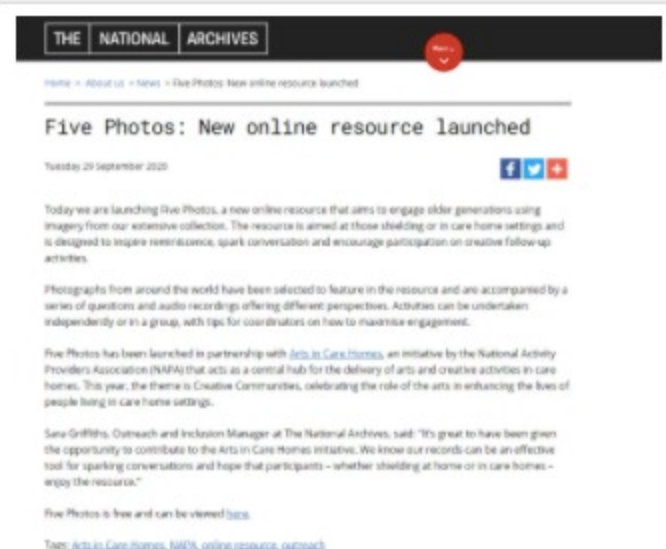 THE NATIONAL ARCHIVES
Menu
Home > About us > News > Five Photos: New online resource launched
Five Photos: New online resource launched
Tuesday 29 September 2020
Today we are launching Five Photos, a new online resource that aims to engage older generations using
imagery from our extensive collection. The resource is aimed at those shielding or in care home settings and
is designed to inspire reminiscence, spark conversation and encourage participation on creative follow-up
activities.
Photographs from around the world have been selected to feature in the resource and are accompanied by a
series of questions and audio recordings offering different perspectives. Activities can be undertaken
independently or in a group, with tips for coordinators on how to maximise engagement.
Five Photos has been launched in partnership with Arts in Care Homes, an initiative by the National Activity
Providers Association (NAPA) that acts as a central hub for the delivery of arts and creative activities in care
homes. This year, the theme is Creative Communities, celebrating the role of the arts in enhancing the lives of
people living in care home settings.
Sara Griffiths, Outreach and Inclusion Manager at The National Archives, said: "It's great to have been given
the opportunity to contribute to the Arts in Care Homes initiative. We know our records can be an effective
tool for sparking conversations and hope that participants – whether shielding at home or in care homes –
enjoy the resource."
Five Photos is free and can be viewed here.
Tags: Arts in Care Homes, NAPA, online resource, outreach